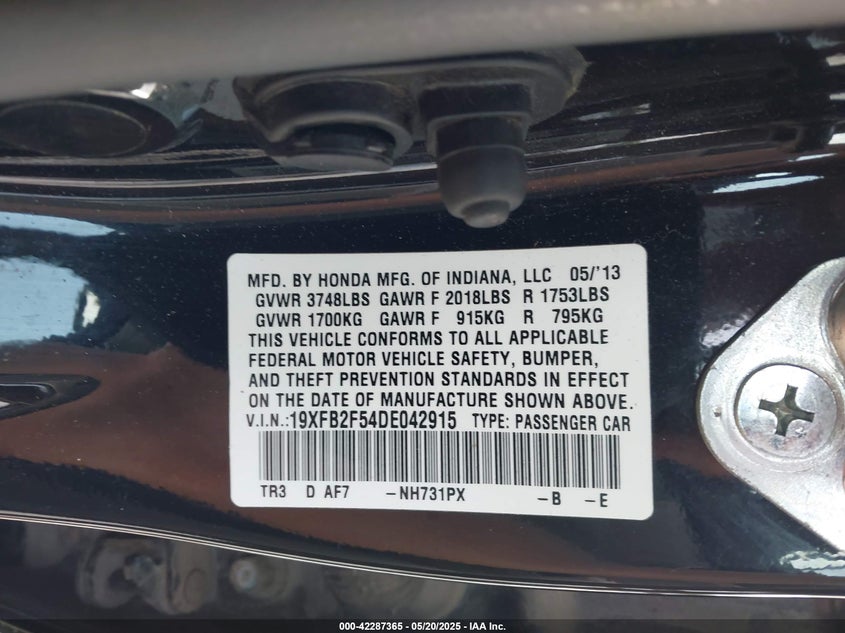 MFD. BY HONDA MFG. OF INDIANA, LLC 05/'13
GVWR 3748LBS GAWR F 2018LBS R 1753LBS
GVWR 1700KG GAWR F 915KG R 795KG
THIS VEHICLE CONFORMS TO ALL APPLICABLE
FEDERAL MOTOR VEHICLE SAFETY, BUMPER,
AND THEFT PREVENTION STANDARDS IN EFFECT
ON THE DATE OF MANUFACTURE SHOWN ABOVE.
V.I.N.:19XFB2F54DE042915 TYPE: PASSENGER CAR
TR3 D AF7 -NH731PX -B -E
000-42287365 - 05/20/2025 - IAA Inc.